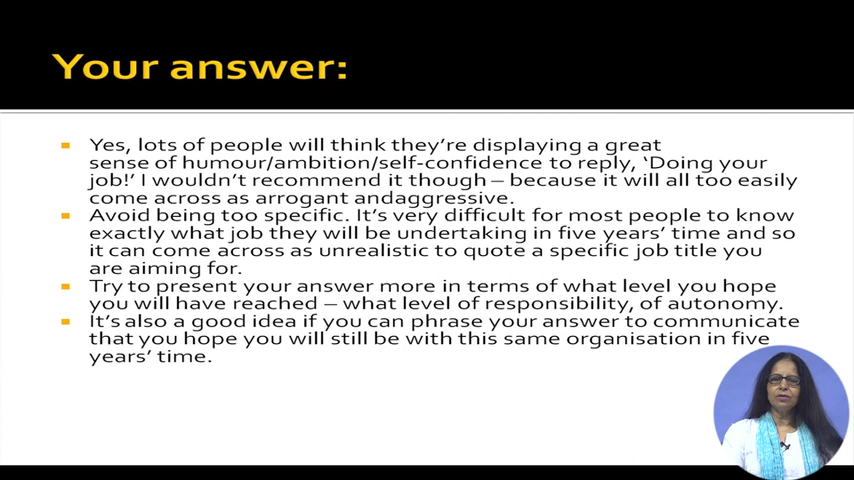 Your answer:
Yes, lots of people will think they're displaying a great
sense of humour/ambition/self-confidence to reply, 'Doing your
job!' I wouldn't recommend it though – because it will all too easily
come across as arrogant andaggressive.
Avoid being too specific. It's very difficult for most people to know
exactly what job they will be undertaking in five years' time and so
it can come across as unrealistic to quote a specific job title you
are aiming for.
Try to present your answer more in terms of what level you hope
you will have reached – what level of responsibility, of autonomy.
It's also a good idea if you can phrase your answer to communicate
that you hope you will still be with this same organisation in five
years' time.